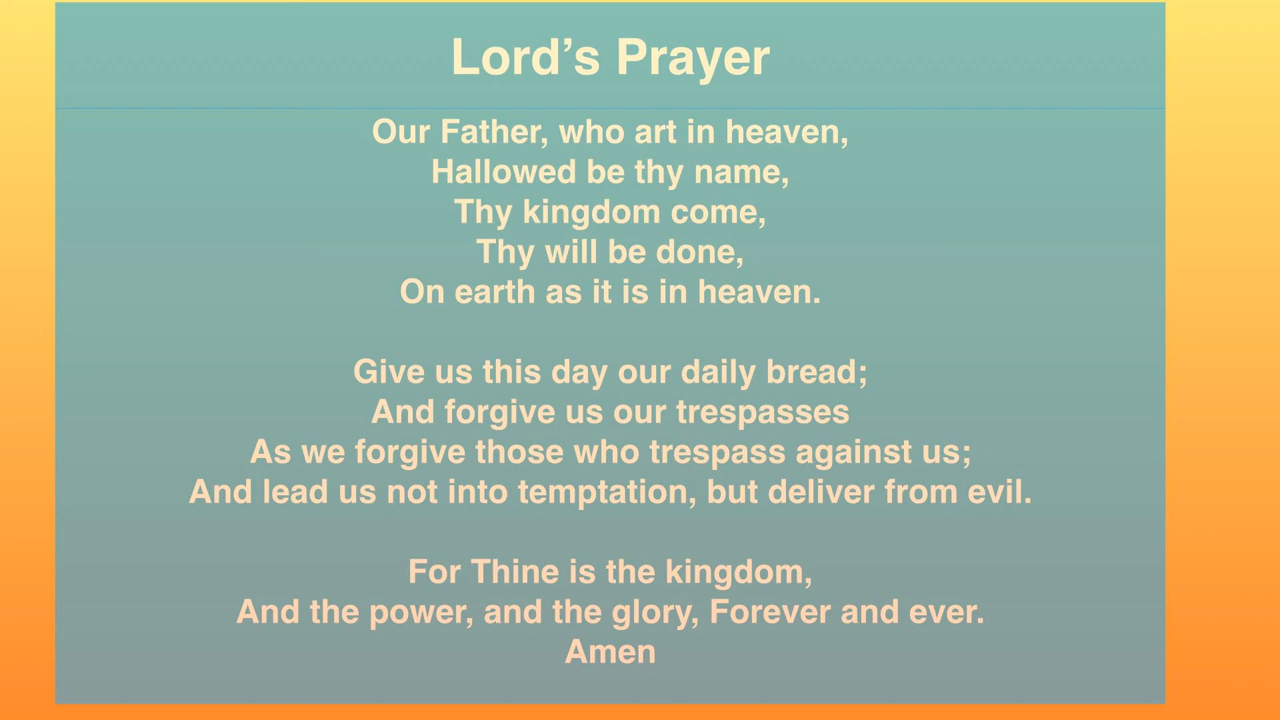 Lord’s Prayer
Our Father, who art in heaven,
Hallowed be thy name,
Thy kingdom come,
Thy will be done,
On earth as it is in heaven.
Give us this day our daily bread;
And forgive us our trespasses
As we forgive those who trespass against us;
And lead us not into temptation, but deliver from evil.
For Thine is the kingdom,
And the power, and the glory, Forever and ever.
Amen